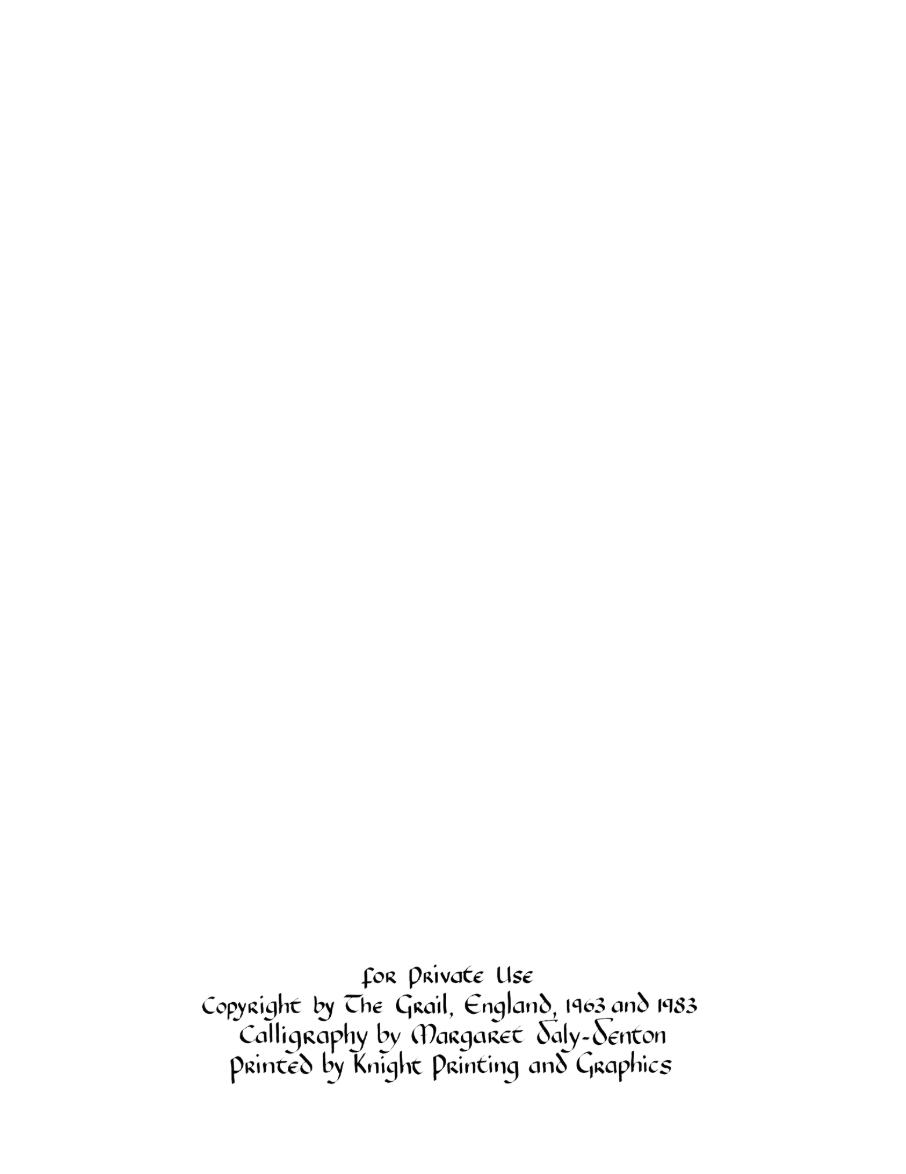 for Private Use
Copyright by The Grail, England, 1963 and 1983
Calligraphy by Margaret Daly-Denton
Printed by Knight Printing and Graphics